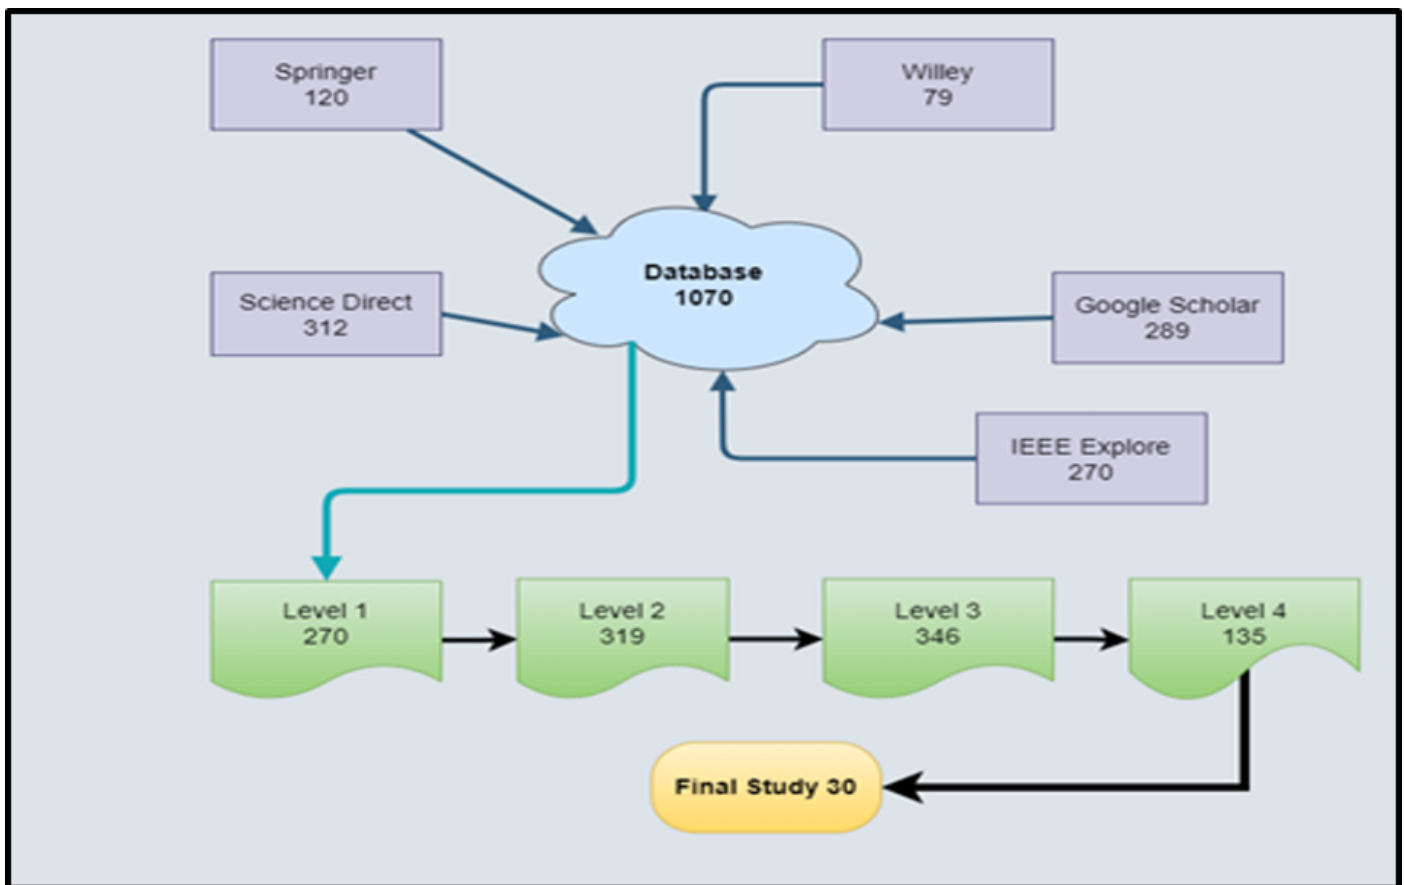 Springer
120
Willey
79
Database
1070
Science Direct
312
Google Scholar
289
IEEE Explore
270
Level 1
270
Level 2
319
Level 3
346
Level 4
135
Final Study 30